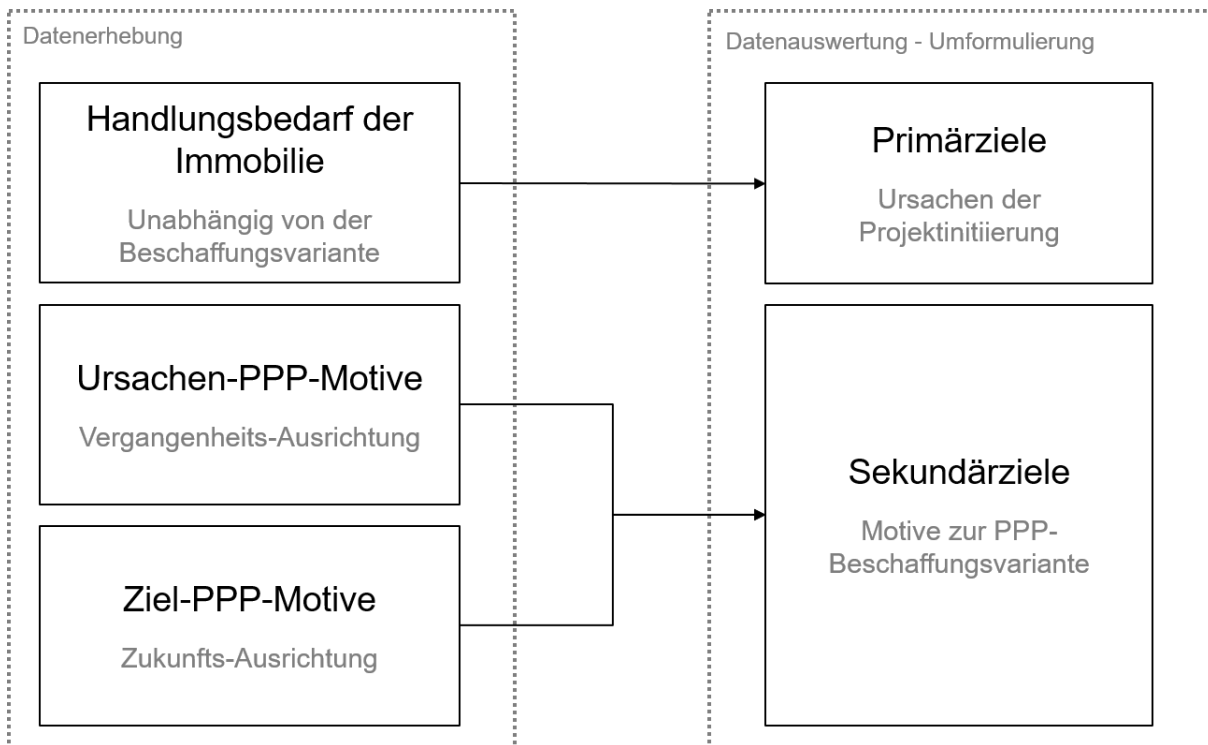 Datenerhebung
Handlungsbedarf der
Immobilie
Unabhängig von der
Beschaffungsvariante
Ursachen-PPP-Motive
Vergangenheits-Ausrichtung
Ziel-PPP-Motive
Zukunfts-Ausrichtung
Datenauswertung - Umformulierung
Primärziele
Ursachen der
Projektinitiierung
Sekundärziele
Motive zur PPP-
Beschaffungsvariante